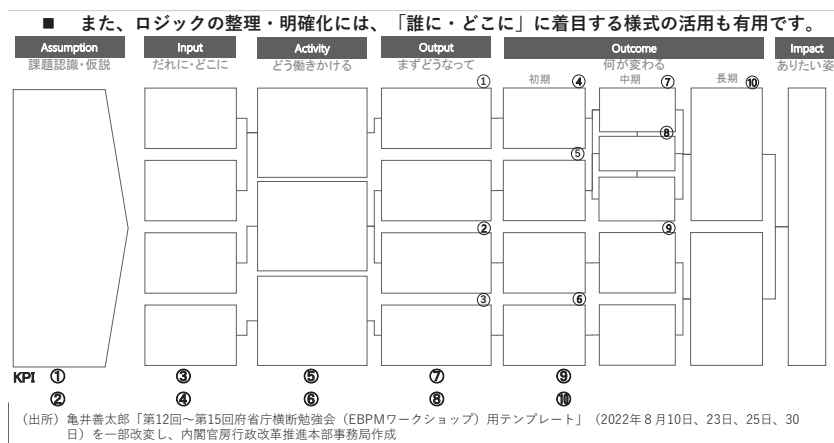 ■ また、ロジックの整理・明確化には、「誰に・どこに」に着目する様式の活用も有用です。
Assumption Input Activity Output Outcome Impact
課題認識・仮説 だれに・どこに どう働きかける まずどうなって 何が変わる ありたい姿
① 初期 ④ 中期 ⑦ 長期 ⑩
⑧
⑤
② ⑨
③ ⑥
KPI ① ③ ⑤ ⑦ ⑨
② ④ ⑥ ⑧ ⑩
（出所）亀井善太郎「第12回～第15回府省庁横断勉強会（EBPMワークショップ）用テンプレート」（2022年８月10日、23日、25日、30
日）を一部改変し、内閣官房行政改革推進本部事務局作成